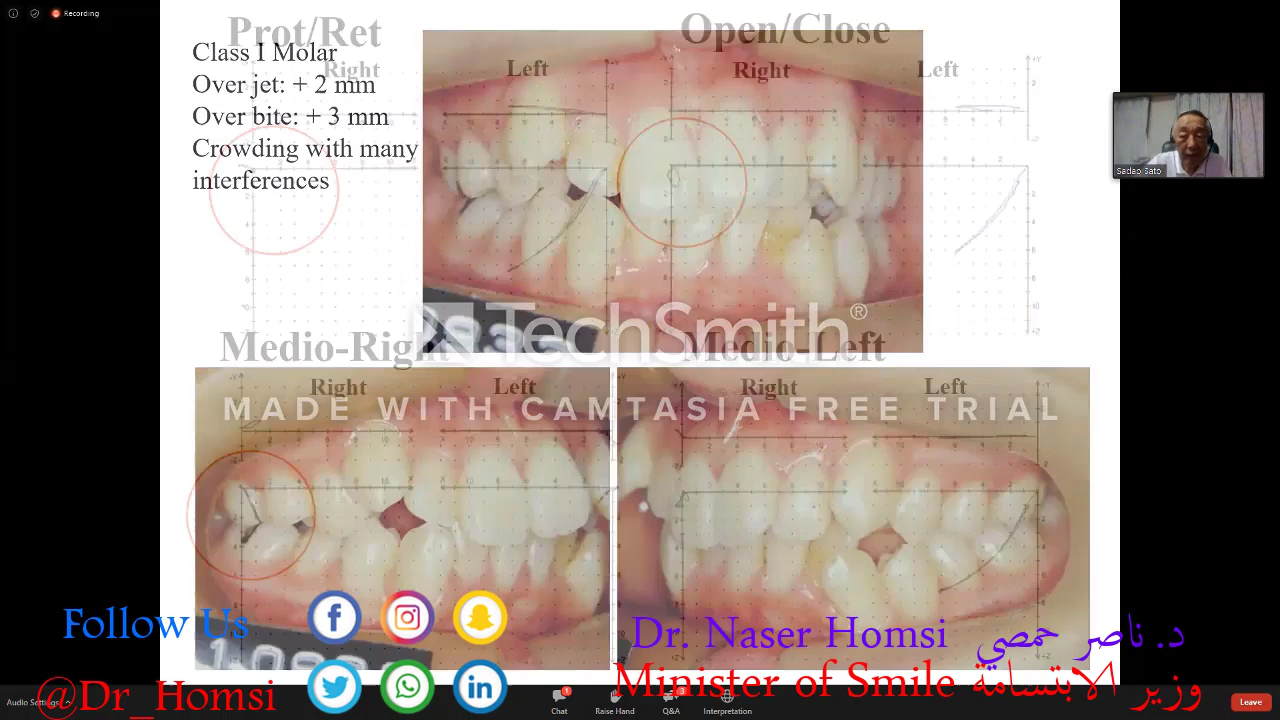 Recording
Prot/Ret
Open/Close
Class I Molar
Over jet: + 2 mm
Over bite: + 3 mm
Crowding with many
interferences
Right
Left
Right
Left
Sadao Sato
TechSmith®
Medio-Right
Medio-Left
Right
Left
Right
Left
MADE WITH CAMTASIA FREE TRIAL
Follow Us
@Dr_Homsi
Dr. Naser Homsi د. ناصر حمصي
Minister of Smile وزير الابتسامة
Audio Settings
Chat
1
Raise Hand
Q&A
3
Interpretation
Leave